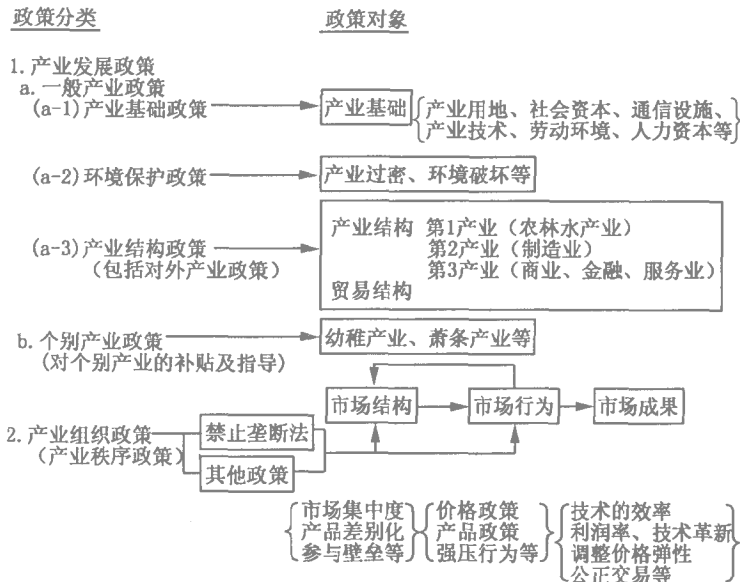 政策分类 政策对象
1.产业发展政策
a.一般产业政策
(a-1)产业基础政策 产业基础 {产业用地、社会资本、通信设施、
产业技术、劳动环境、人力资本等}
(a-2)环境保护政策 产业过密、环境破坏等
(a-3)产业结构政策
(包括对外产业政策)
产业结构 第1产业(农林水产业)
第2产业(制造业)
第3产业(商业、金融、服务业)
贸易结构
b.个别产业政策 幼稚产业、萧条产业等
(对个别产业的补贴及指导)
市场结构 市场行为 市场成果
2.产业组织政策
(产业秩序政策)
禁止垄断法
其他政策
{市场集中度
产品差别化
参与壁垒等}
{价格政策
产品政策
强压行为等}
{技术的效率
利润率、技术革新
调整价格弹性
公正交易等}